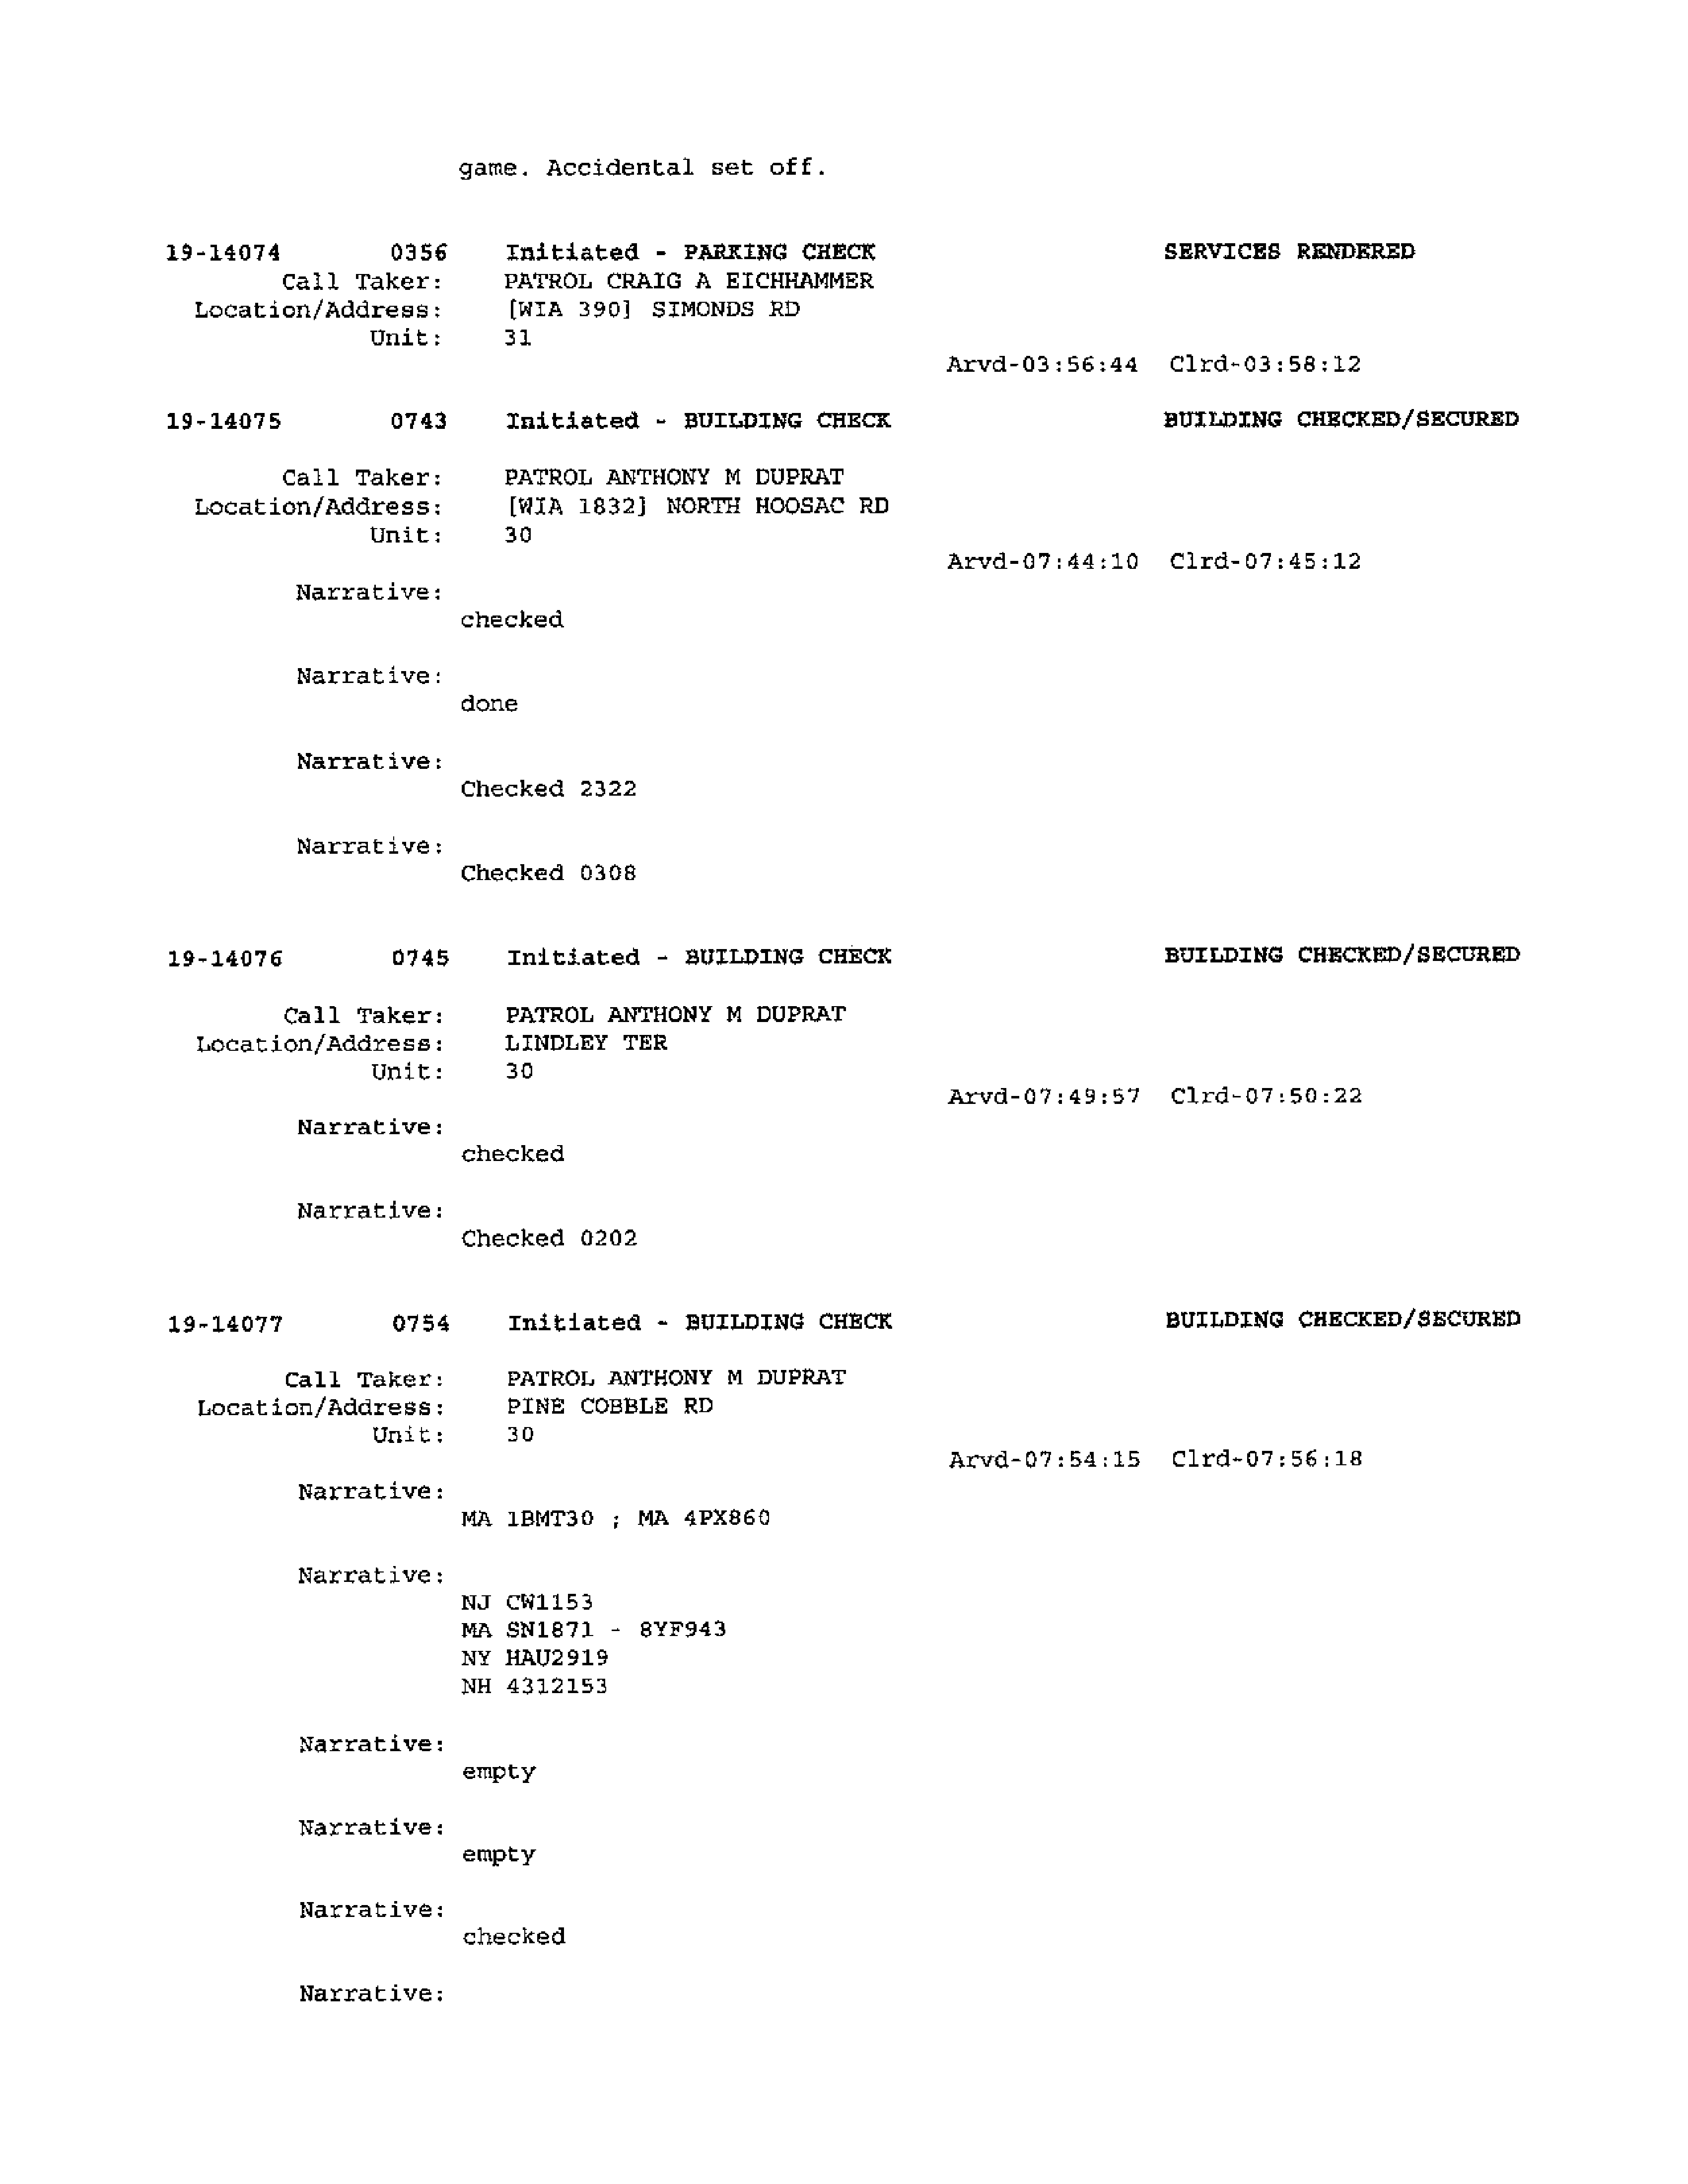 game. Accidental set off.
19-14074 0356 Initiated - PARKING CHECK SERVICES RENDERED
Call Taker: PATROL CRAIG A EICHHAMMER
Location/Address: [WIA 390] SIMONDS RD
Unit: 31
Arvd-03:56:44 Clrd-03:58:12
19-14075 0743 Initiated - BUILDING CHECK BUILDING CHECKED/SECURED
Call Taker: PATROL ANTHONY M DUPRAT
Location/Address: [WIA 1832] NORTH HOOSAC RD
Unit: 30
Arvd-07:44:10 Clrd-07:45:12
Narrative:
checked
Narrative:
done
Narrative:
Checked 2322
Narrative:
Checked 0308
19-14076 0745 Initiated - BUILDING CHECK BUILDING CHECKED/SECURED
Call Taker: PATROL ANTHONY M DUPRAT
Location/Address: LINDLEY TER
Unit: 30
Arvd-07:49:57 Clrd-07:50:22
Narrative:
checked
Narrative:
Checked 0202
19-14077 0754 Initiated - BUILDING CHECK BUILDING CHECKED/SECURED
Call Taker: PATROL ANTHONY M DUPRAT
Location/Address: PINE COBBLE RD
Unit: 30
Arvd-07:54:15 Clrd-07:56:18
Narrative:
MA 1BMT30 ; MA 4PX860
Narrative:
NJ CW1153
MA SN1871 - 8YF943
NY HAU2919
NH 4312153
Narrative:
empty
Narrative:
empty
Narrative:
checked
Narrative: